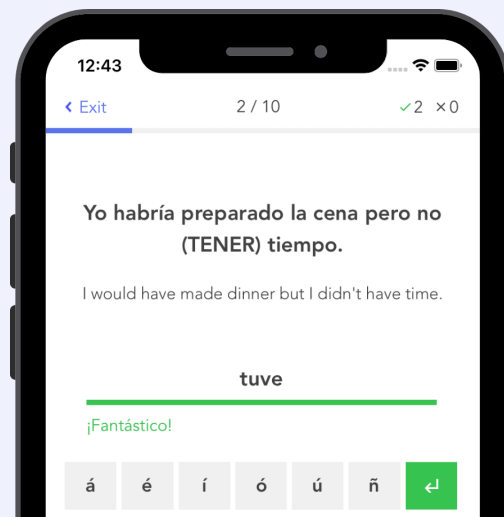 12:43
Exit 2 / 10 ✓2 ×0
Yo habría preparado la cena pero no
(TENER) tiempo.
I would have made dinner but I didn't have time.
tuve
¡Fantástico!
á é í ó ú ñ